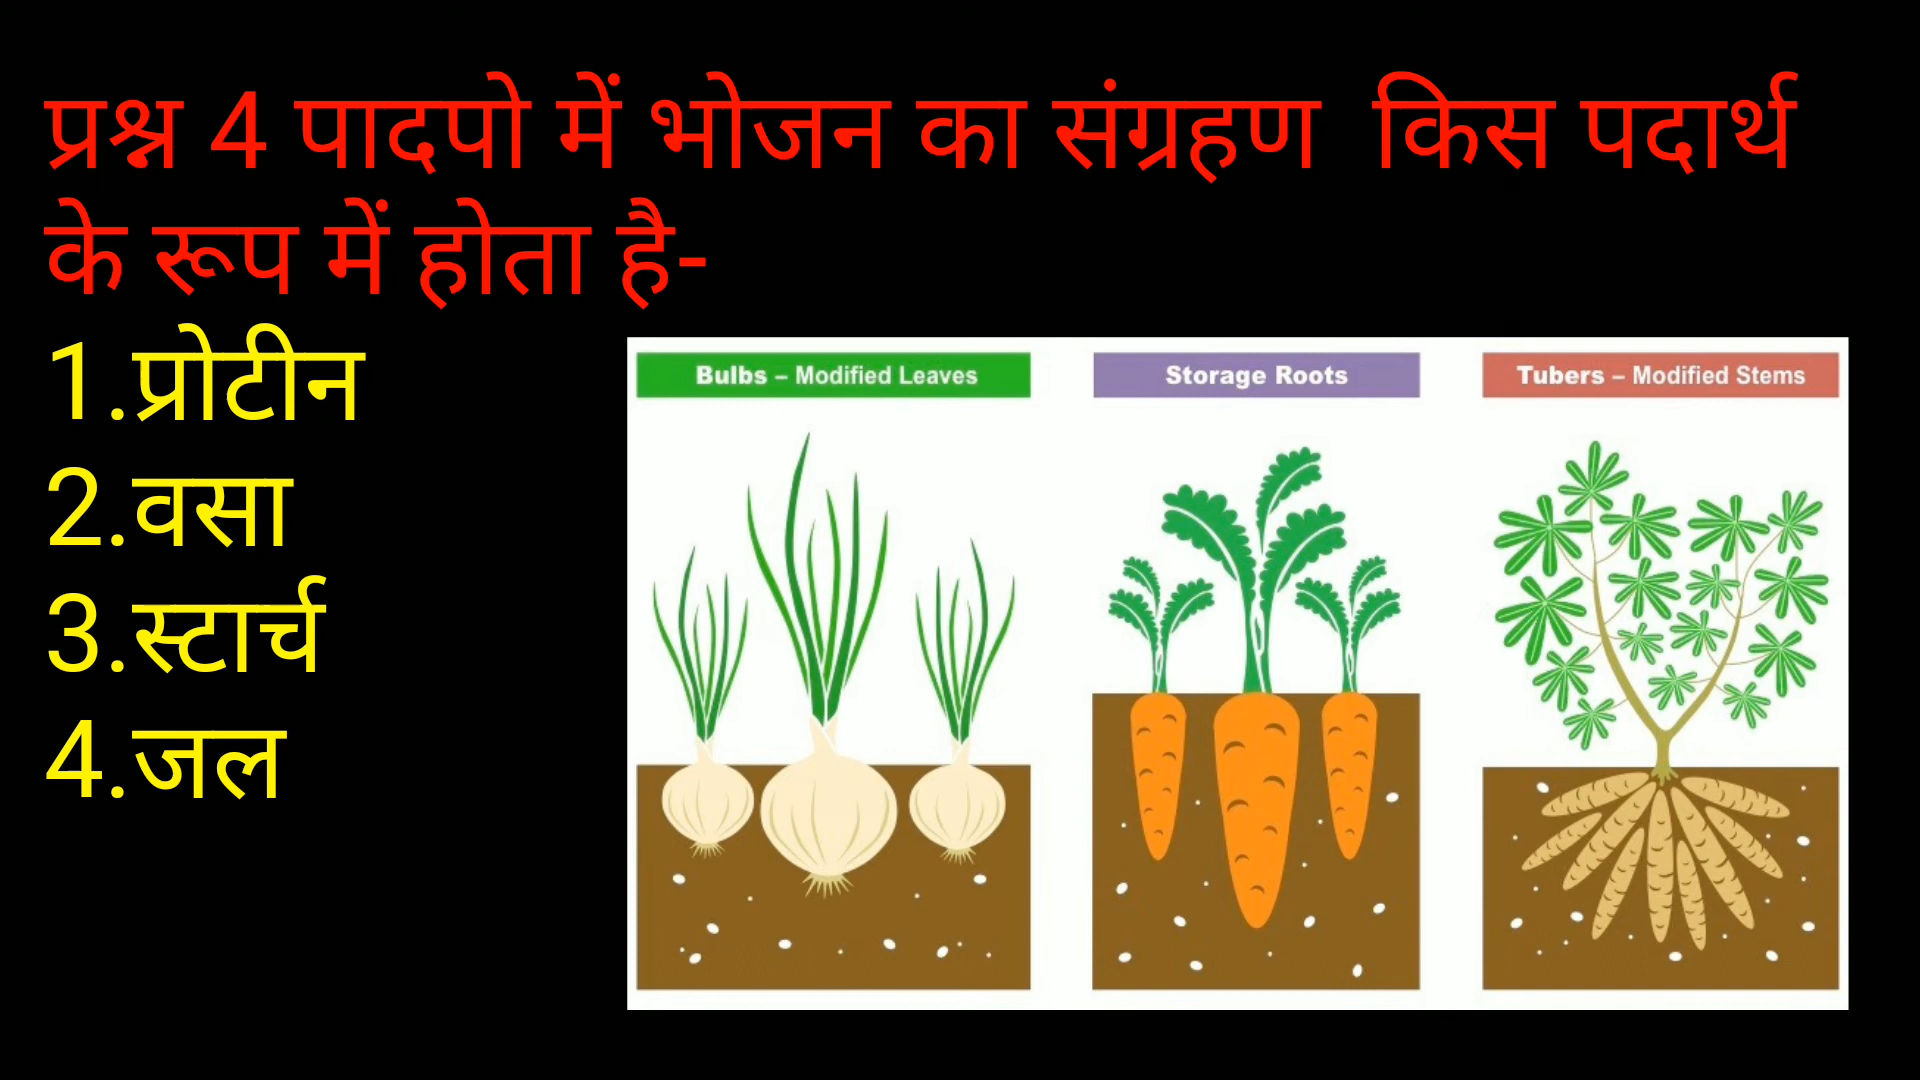 प्रश्न 4 पादपो में भोजन का संग्रहण किस पदार्थ
के रूप में होता है-
1.प्रोटीन
2.वसा
3.स्टार्च
4.जल
Bulbs – Modified Leaves
Storage Roots
Tubers – Modified Stems